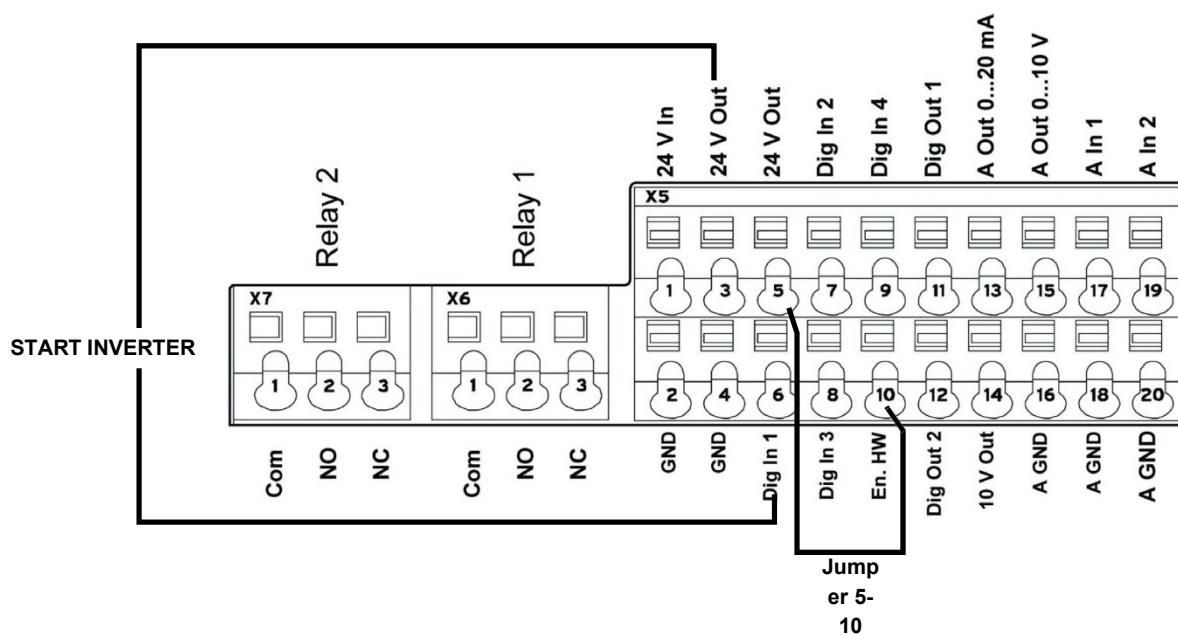 24 V In
24 V Out
24 V Out
Dig In 2
Dig In 4
Dig Out 1
A Out 0...20 mA
A Out 0...10 V
A In 1
A In 2
Relay 2
Relay 1
X5
1
3
5
7
9
11
13
15
17
19
X7
X6
START INVERTER
1
2
3
1
2
3
2
4
6
8
10
12
14
16
18
20
Com
NO
NC
Com
NO
NC
GND
GND
Dig In 1
Dig In 3
En. HW
Dig Out 2
10 V Out
A GND
A GND
A GND
Jump
er 5-
10